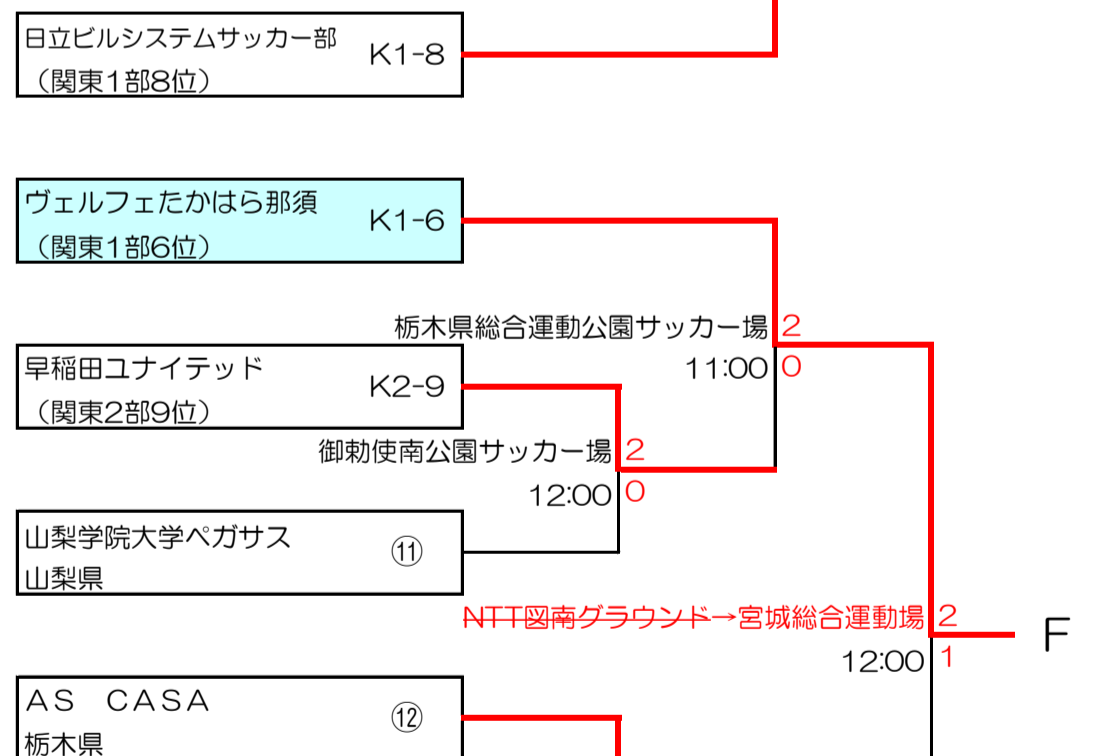 日立ビルシステムサッカー部
K1-8
（関東1部8位）
ヴェルフェたかはら那須
K1-6
（関東1部6位）
栃木県総合運動公園サッカー場 2
11:00 0
早稲田ユナイテッド
K2-9
（関東2部9位）
御勅使南公園サッカー場 2
12:00 0
山梨学院大学ペガサス
⑪
山梨県
NTT図南グラウンド→宮城総合運動場 2
12:00 1
F
AS CASA
⑫
栃木県